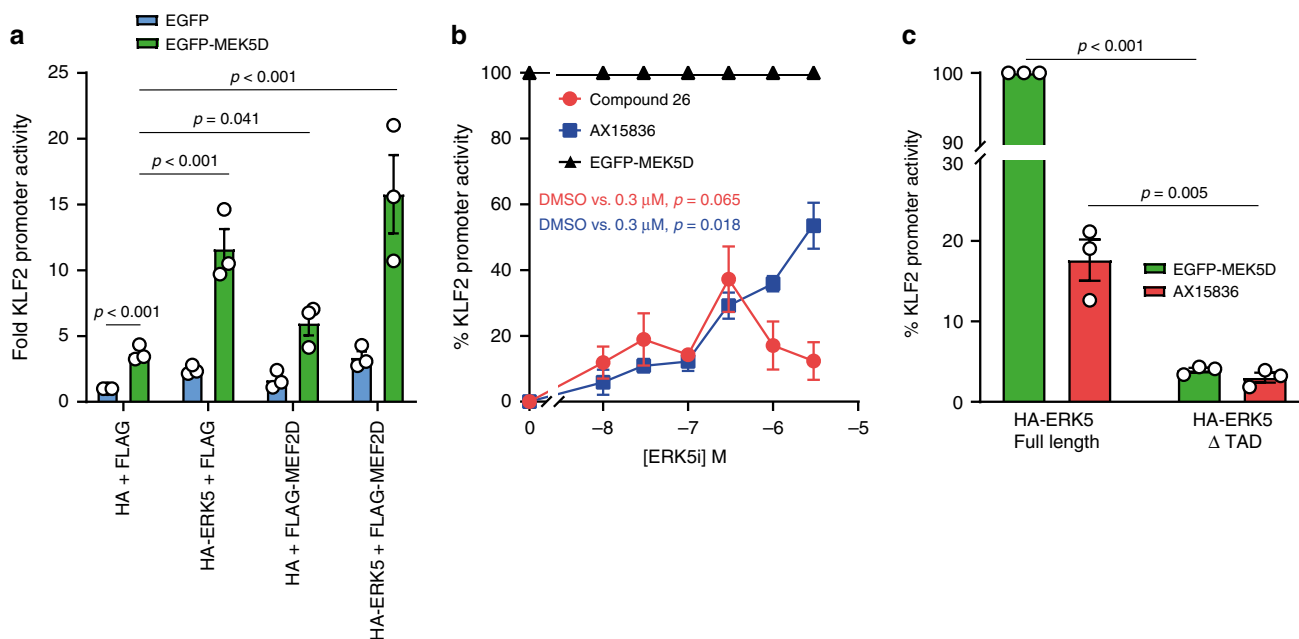 a
EGFP
EGFP-MEK5D
Fold KLF2 promoter activity
25
20
15
10
5
0
p < 0.001
p = 0.041
p < 0.001
p < 0.001
HA + FLAG
HA-ERK5 + FLAG
HA + FLAG-MEF2D
HA-ERK5 + FLAG-MEF2D
b
% KLF2 promoter activity
100
80
60
40
20
0
Compound 26
AX15836
EGFP-MEK5D
DMSO vs. 0.3 μM, p = 0.065
DMSO vs. 0.3 μM, p = 0.018
0 –8 –7 –6 –5
[ERK5i] M
c
% KLF2 promoter activity
100
90
30
20
10
0
p < 0.001
p = 0.005
EGFP-MEK5D
AX15836
HA-ERK5
Full length
HA-ERK5
Δ TAD